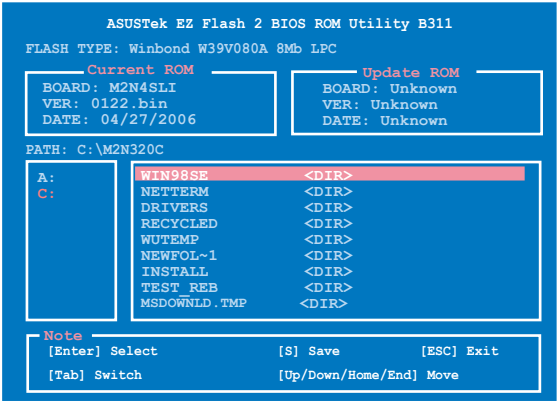 ASUSTek EZ Flash 2 BIOS ROM Utility B311
FLASH TYPE: Winbond W39V080A 8Mb LPC
Current ROM
BOARD: M2N4SLI
VER: 0122.bin
DATE: 04/27/2006
Update ROM
BOARD: Unknown
VER: Unknown
DATE: Unknown
PATH: C:\M2N320C
A:
C:
WIN98SE <DIR>
NETTERM <DIR>
DRIVERS <DIR>
RECYCLED <DIR>
WUTEMP <DIR>
NEWFOL~1 <DIR>
INSTALL <DIR>
TEST_REB <DIR>
MSDOWNLD.TMP <DIR>
Note
[Enter] Select [S] Save [ESC] Exit
[Tab] Switch [Up/Down/Home/End] Move